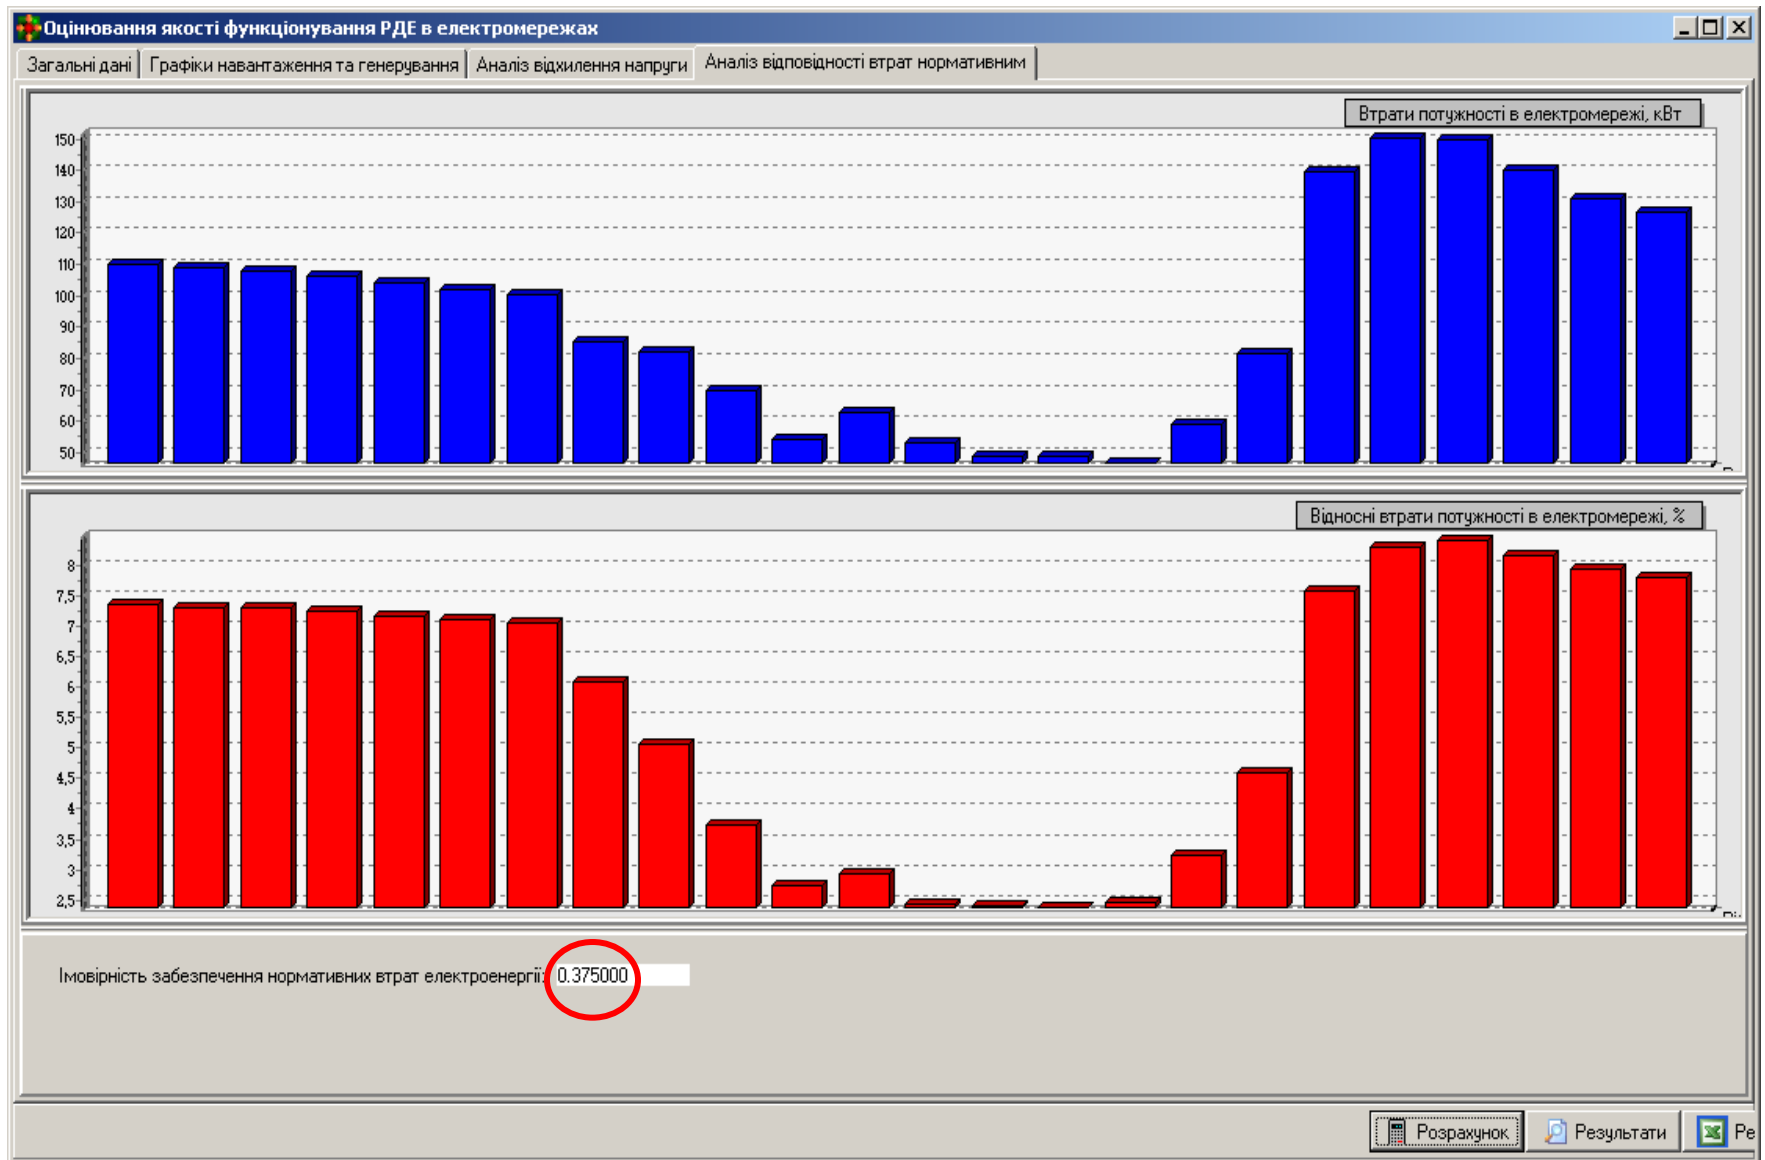 Оцінювання якості функціонування РДЕ в електромережах
Загальні дані
Графіки навантаження та генерування
Аналіз відхилення напруги
Аналіз відповідності втрат нормативним
Втрати потужності в електромережі, кВт
150
140
130
120
110
100
90
80
70
60
50
Відносні втрати потужності в електромережі, %
8
7,5
7
6,5
6
5,5
5
4,5
4
3,5
3
2,5
Імовірність забезпечення нормативних втрат електроенергії: 0.375000
Розрахунок
Результати
Ре